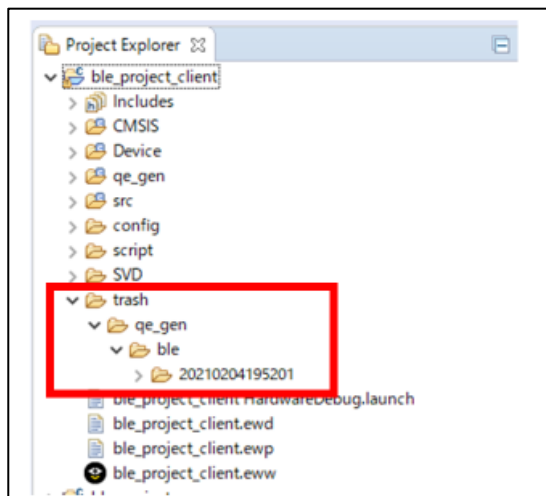 Project Explorer
ble_project_client
Includes
CMSIS
Device
qe_gen
src
config
script
SVD
trash
qe_gen
ble
20210204195201
ble_project_client HardwareDebug.launch
ble_project_client.ewd
ble_project_client.ewp
ble_project_client.eww